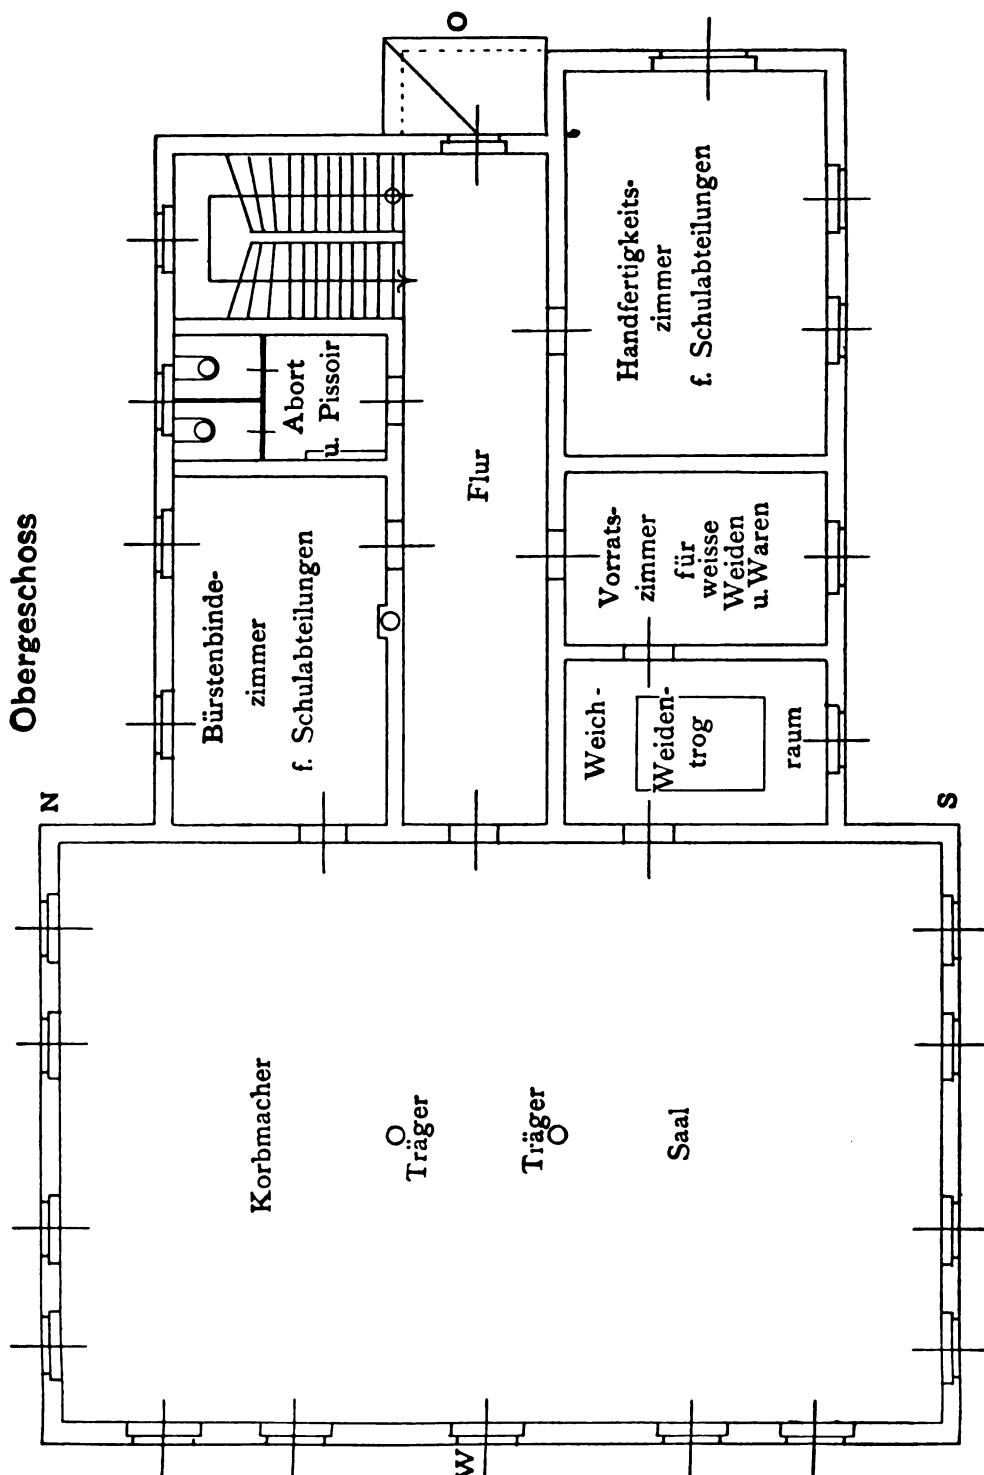 Obergeschoss
N
O
S
W
Bürstenbinde-
zimmer
f. Schulabteilungen
Abort
u. Pissoir
Flur
Handfertigkeits-
zimmer
f. Schulabteilungen
Vorrats-
zimmer
für
weisse
Weiden
u. Waren
Weich-
Weiden-
trog
raum
Korbmacher
Träger
Träger
Saal